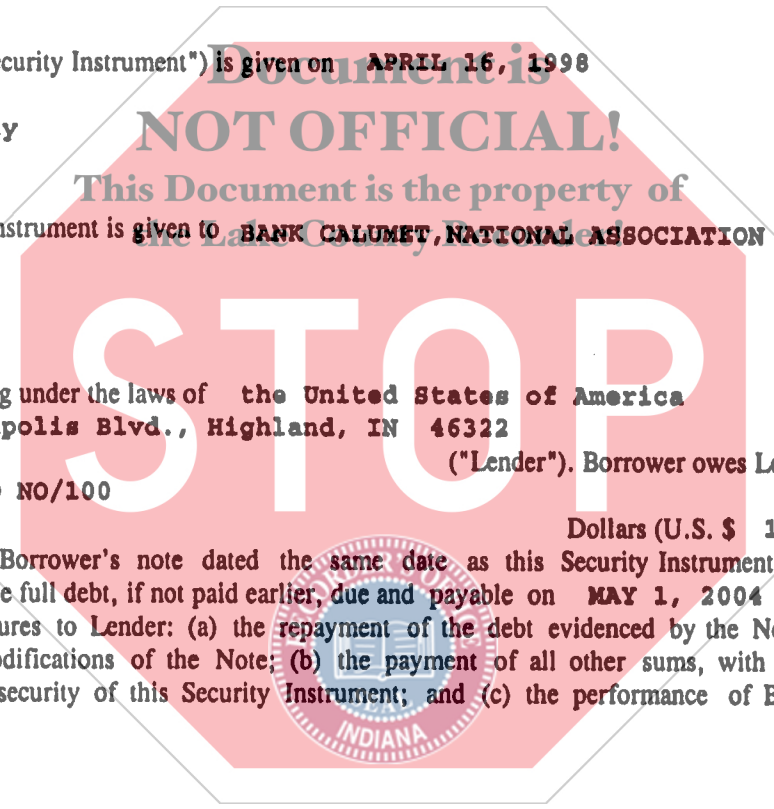 ecurity Instrument") is given on APRIL 16, 1998
Document is
y
NOT OFFICIAL!
This Document is the property of
nstrument is given to BANK CALUMET, NATIONAL ASSOCIATION
the Lake County Recorder!
STOP
g under the laws of the United States of America
polis Blvd., Highland, IN 46322
("Lender"). Borrower owes Le
NO/100
Dollars (U.S. $ 1
Borrower's note dated the same date as this Security Instrument
e full debt, if not paid earlier, due and payable on MAY 1, 2004
ures to Lender: (a) the repayment of the debt evidenced by the No
odifications of the Note; (b) the payment of all other sums, with
security of this Security Instrument; and (c) the performance of B
RECORDER'S OFFICE
SEAL
INDIANA